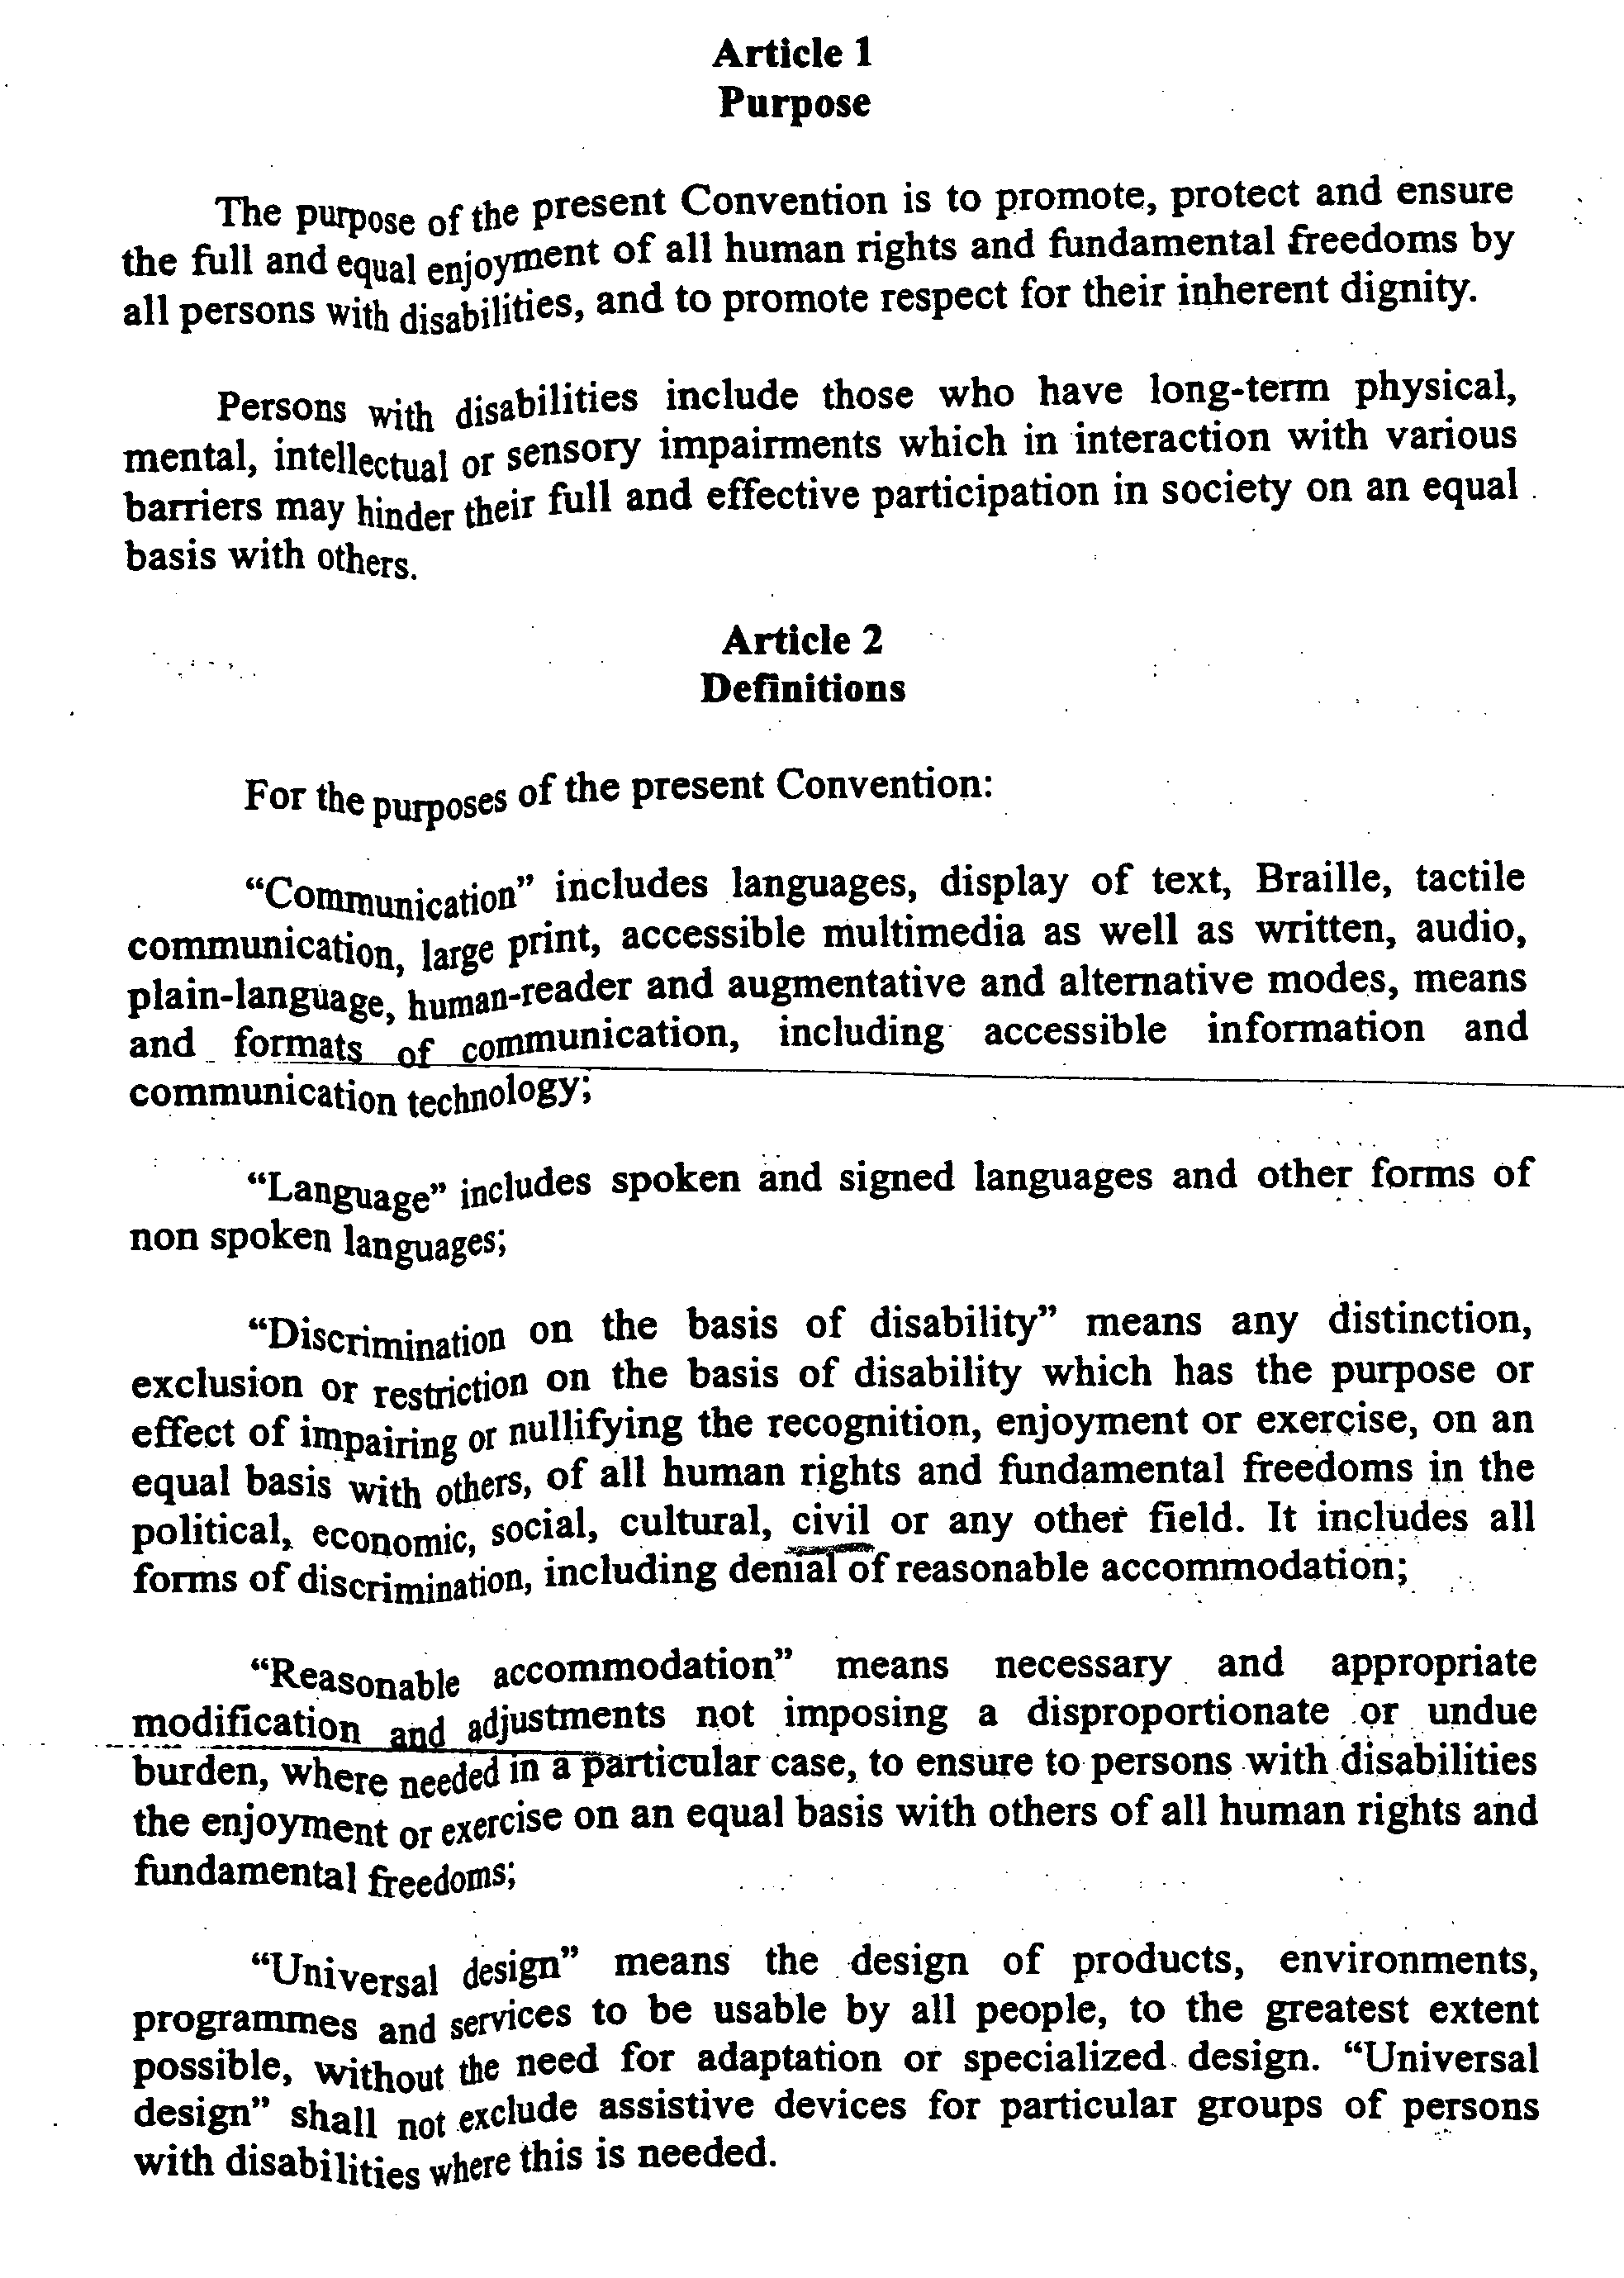 Article 1
Purpose
The purpose of the present Convention is to promote, protect and ensure
the full and equal enjoyment of all human rights and fundamental freedoms by
all persons with disabilities, and to promote respect for their inherent dignity.
Persons with disabilities include those who have long-term physical,
mental, intellectual or sensory impairments which in interaction with various
barriers may hinder their full and effective participation in society on an equal
basis with others.
Article 2
Definitions
For the purposes of the present Convention:
“Communication” includes languages, display of text, Braille, tactile
communication, large print, accessible multimedia as well as written, audio,
plain-language, human-reader and augmentative and alternative modes, means
and formats of communication, including accessible information and
communication technology;
“Language” includes spoken and signed languages and other forms of
non spoken languages;
“Discrimination on the basis of disability” means any distinction,
exclusion or restriction on the basis of disability which has the purpose or
effect of impairing or nullifying the recognition, enjoyment or exercise, on an
equal basis with others, of all human rights and fundamental freedoms in the
political, economic, social, cultural, civil or any other field. It includes all
forms of discrimination, including denial of reasonable accommodation;
“Reasonable accommodation” means necessary and appropriate
modification and adjustments not imposing a disproportionate or undue
burden, where needed in a particular case, to ensure to persons with disabilities
the enjoyment or exercise on an equal basis with others of all human rights and
fundamental freedoms;
“Universal design” means the design of products, environments,
programmes and services to be usable by all people, to the greatest extent
possible, without the need for adaptation or specialized design. “Universal
design” shall not exclude assistive devices for particular groups of persons
with disabilities where this is needed.